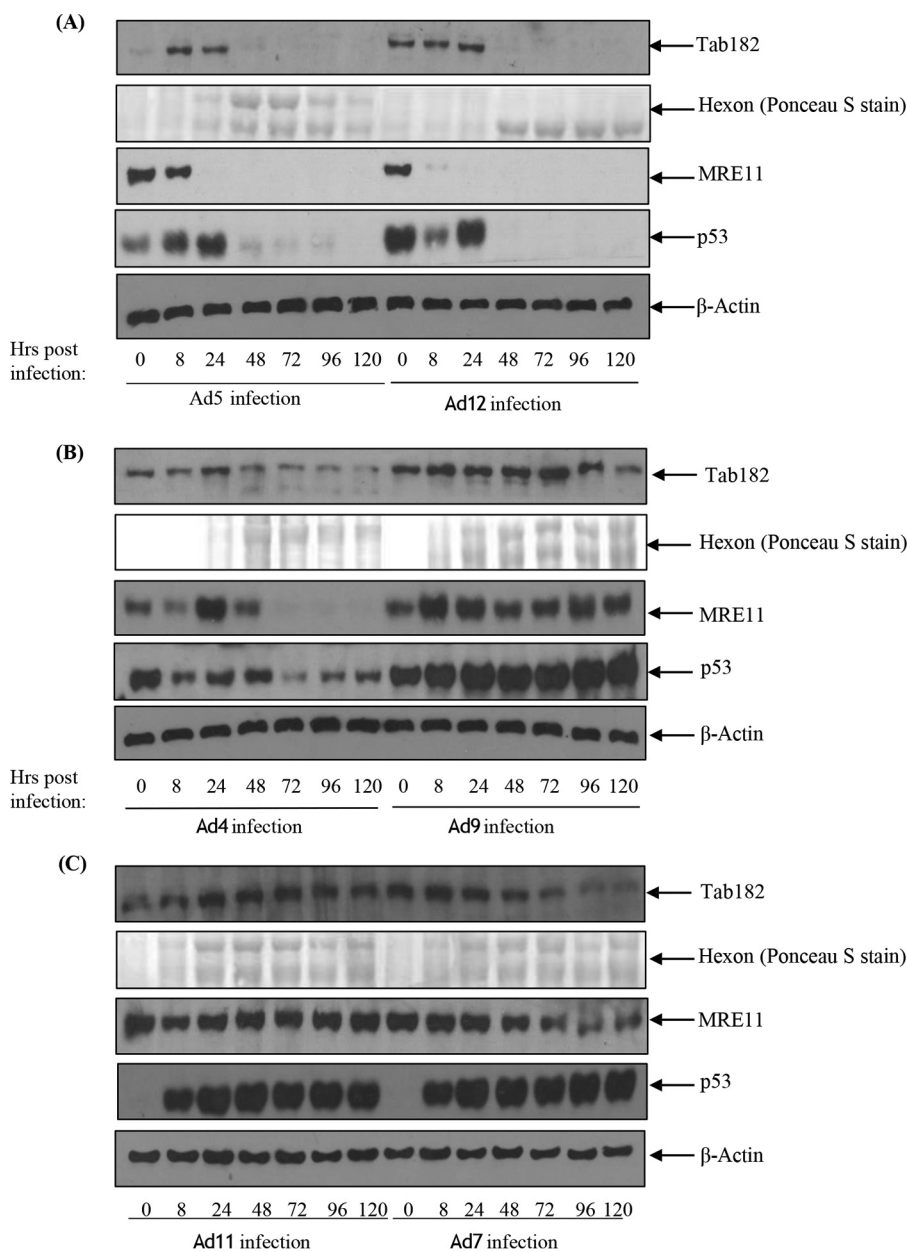 (A)
Tab182
Hexon (Ponceau S stain)
MRE11
p53
β-Actin
Hrs post
infection:
0 8 24 48 72 96 120 0 8 24 48 72 96 120
Ad5 infection Ad12 infection
(B)
Tab182
Hexon (Ponceau S stain)
MRE11
p53
β-Actin
Hrs post
infection:
0 8 24 48 72 96 120 0 8 24 48 72 96 120
Ad4 infection Ad9 infection
(C)
Tab182
Hexon (Ponceau S stain)
MRE11
p53
β-Actin
0 8 24 48 72 96 120 0 8 24 48 72 96 120
Ad11 infection Ad7 infection